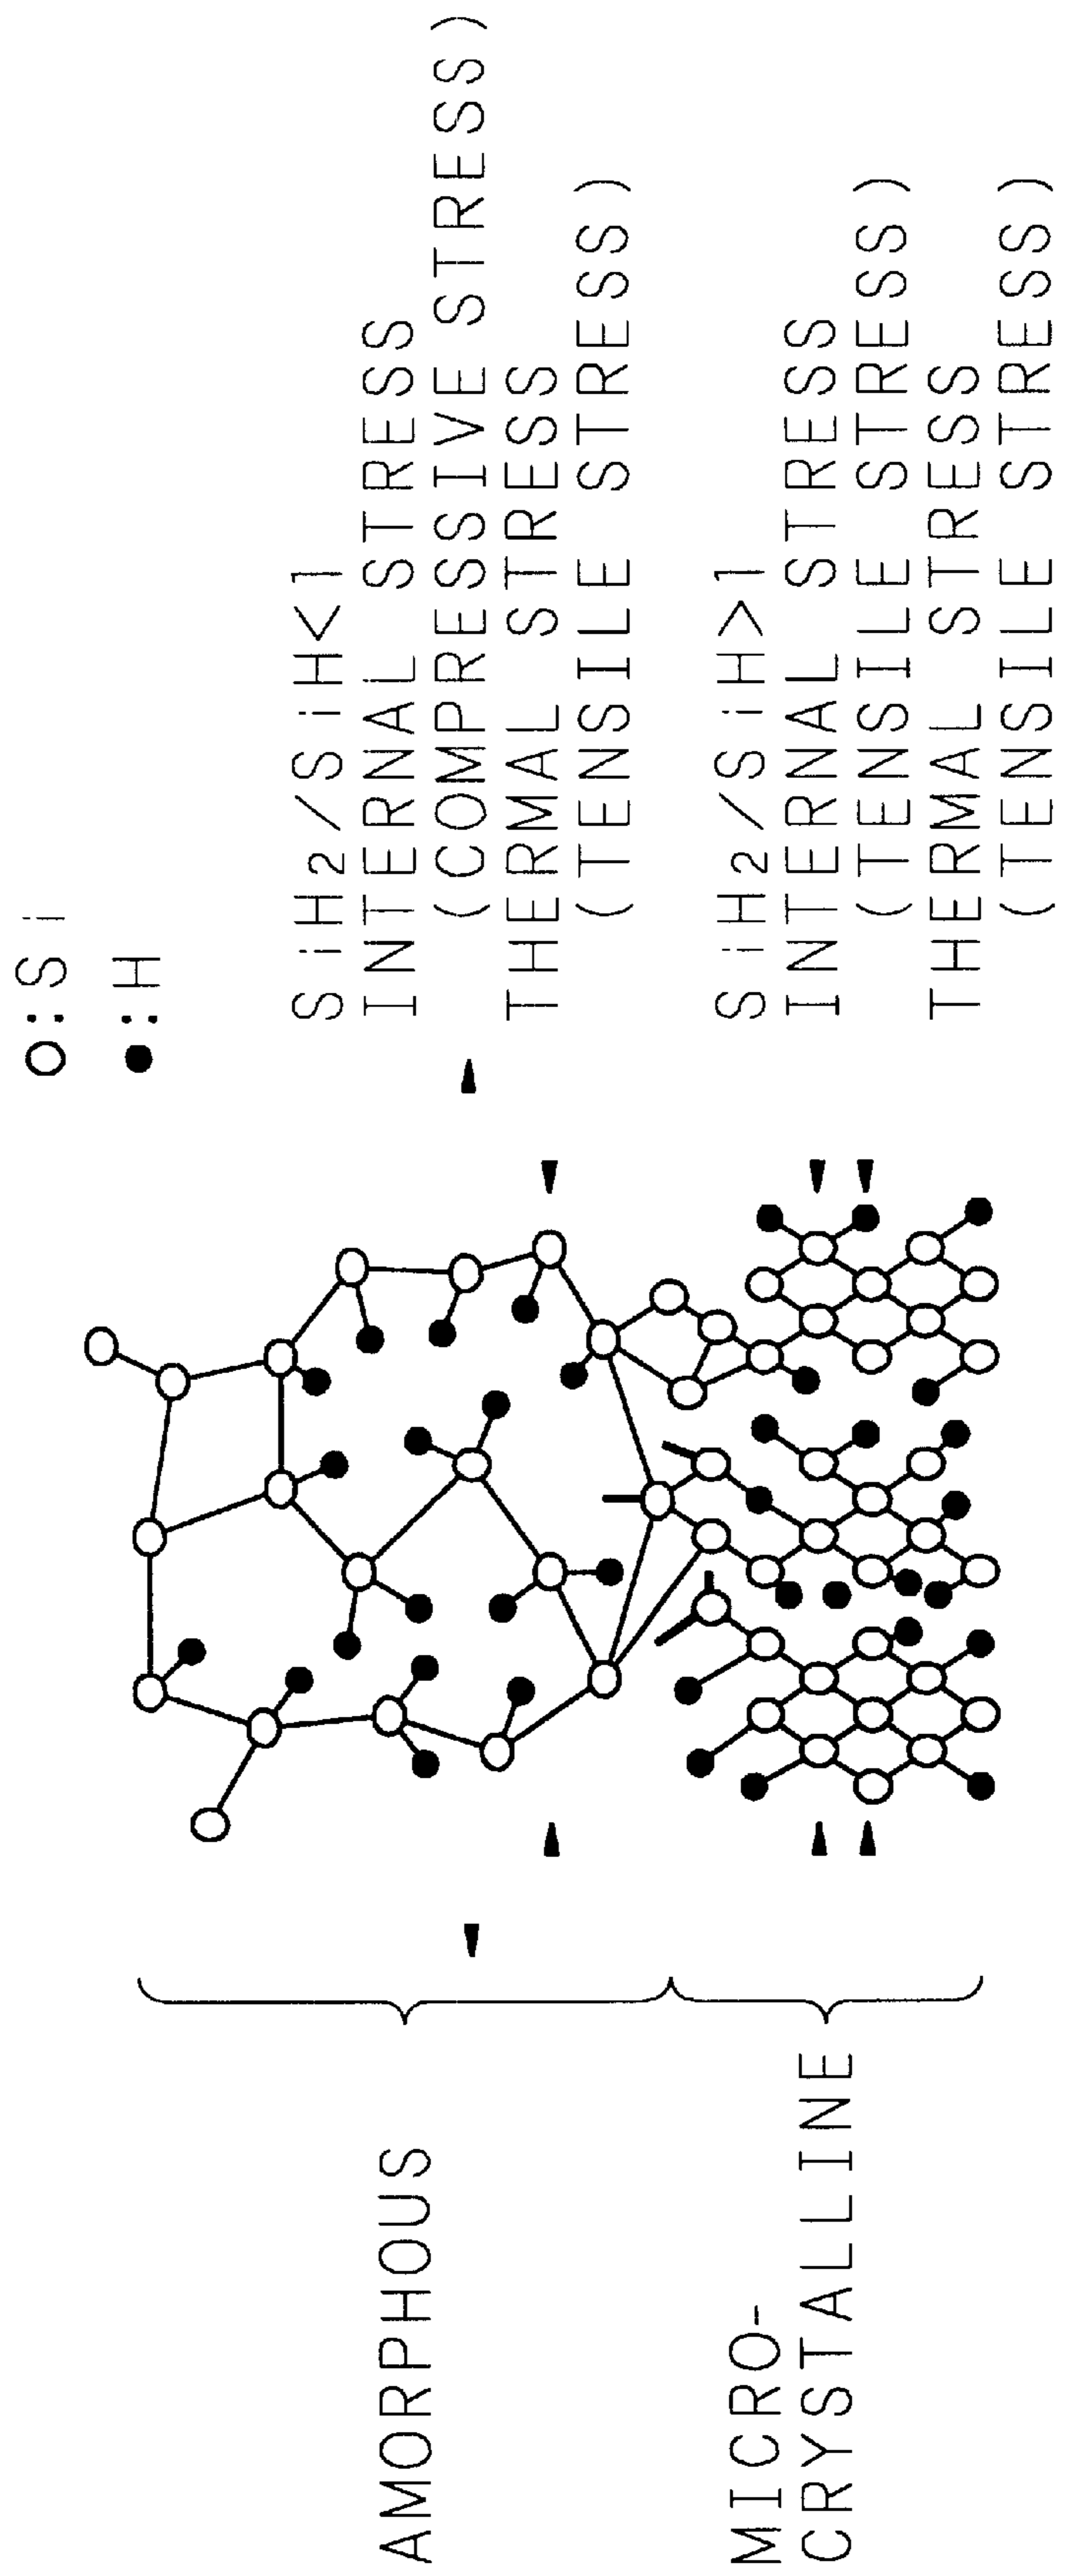 ○:Si
●:H
SiH2/SiH<1
INTERNAL STRESS
(COMPRESSIVE STRESS)
THERMAL STRESS
(TENSILE STRESS)
AMORPHOUS
SiH2/SiH>1
INTERNAL STRESS
(TENSILE STRESS)
THERMAL STRESS
(TENSILE STRESS)
MICRO-
CRYSTALLINE